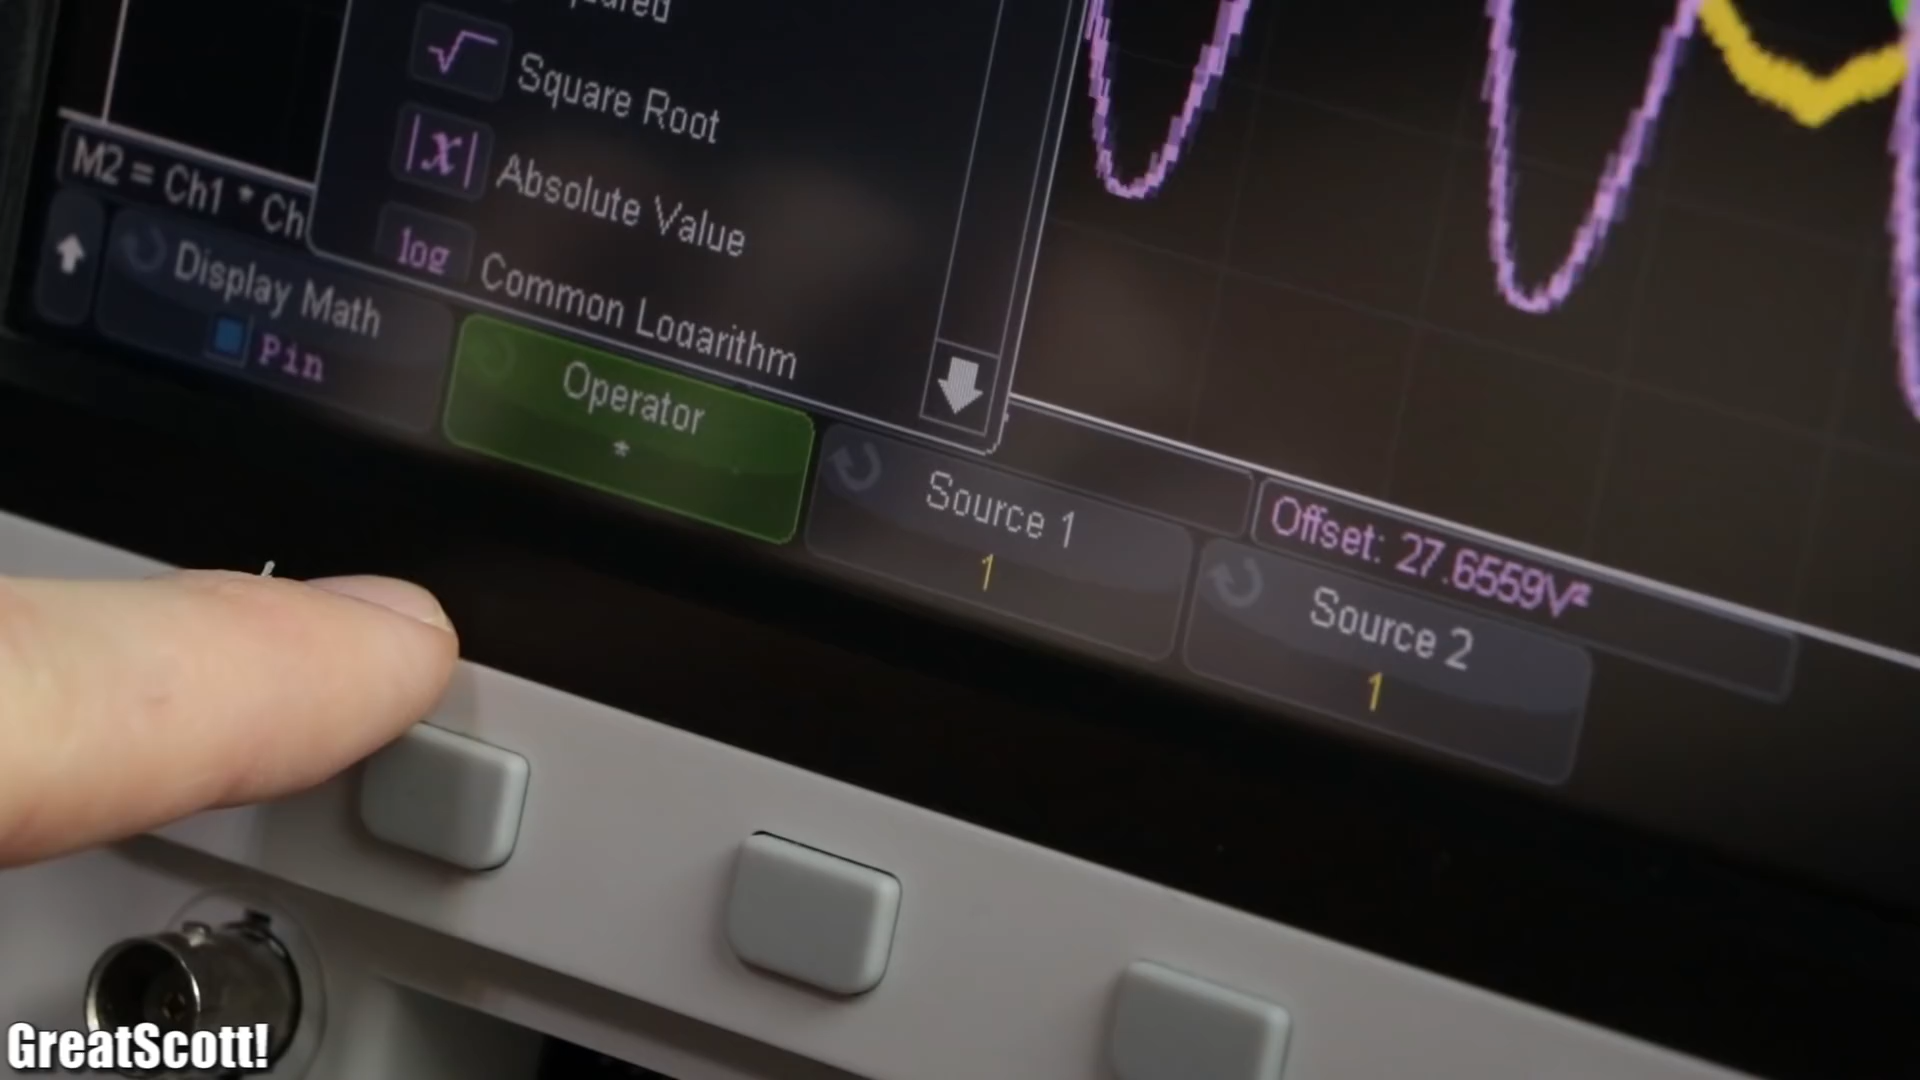 Square Root
|x| Absolute Value
log Common Logarithm
M2 = Ch1 * Ch
Display Math
Pin
Operator
*
Source 1
1
Offset: 27.6559V²
Source 2
1
GreatScott!